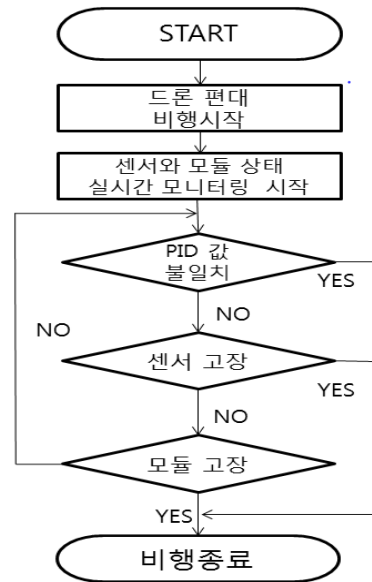 START
드론 편대
비행시작
센서와 모듈 상태
실시간 모니터링 시작
PID 값
불일치
YES
NO
NO
센서 고장
YES
NO
모듈 고장
YES
비행종료